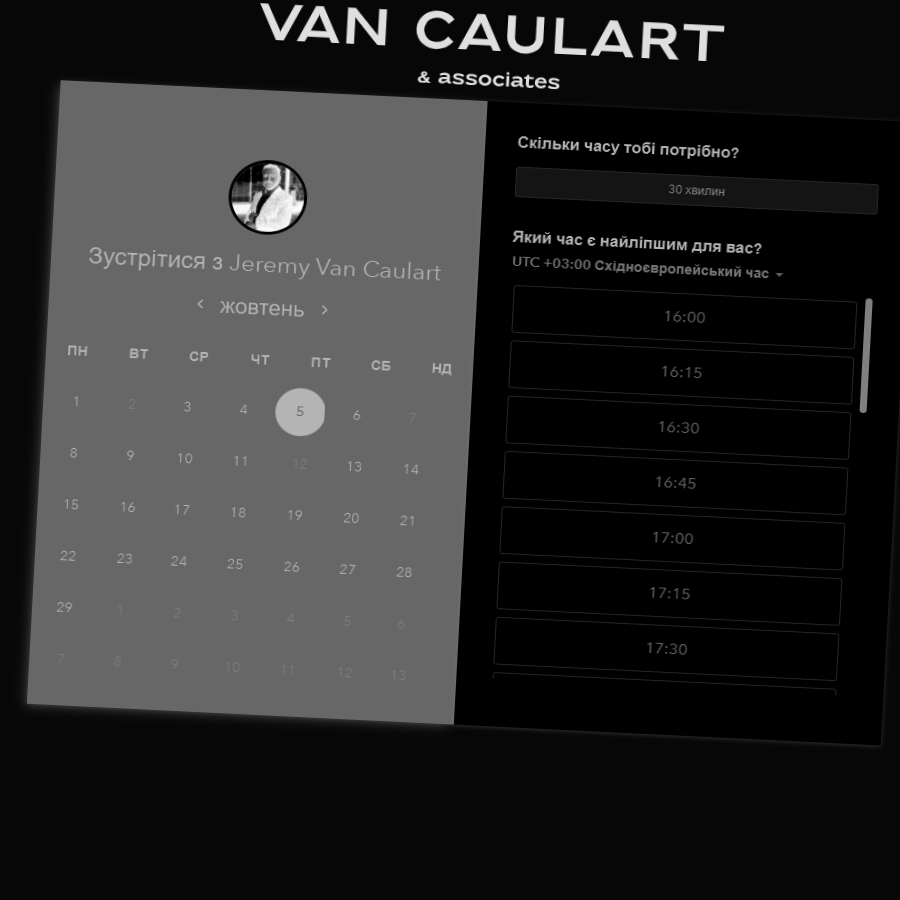 VAN CAULART
& associates
Зустрітися з Jeremy Van Caulart
‹ жовтень ›
ПН ВТ СР ЧТ ПТ СБ НД
1 2 3 4 5 6 7
8 9 10 11 12 13 14
15 16 17 18 19 20 21
22 23 24 25 26 27 28
29 1 2 3 4 5 6
7 8 9 10 11 12 13
Скільки часу тобі потрібно?
30 хвилин
Який час є найліпшим для вас?
UTC +03:00 Східноєвропейський час
16:00
16:15
16:30
16:45
17:00
17:15
17:30